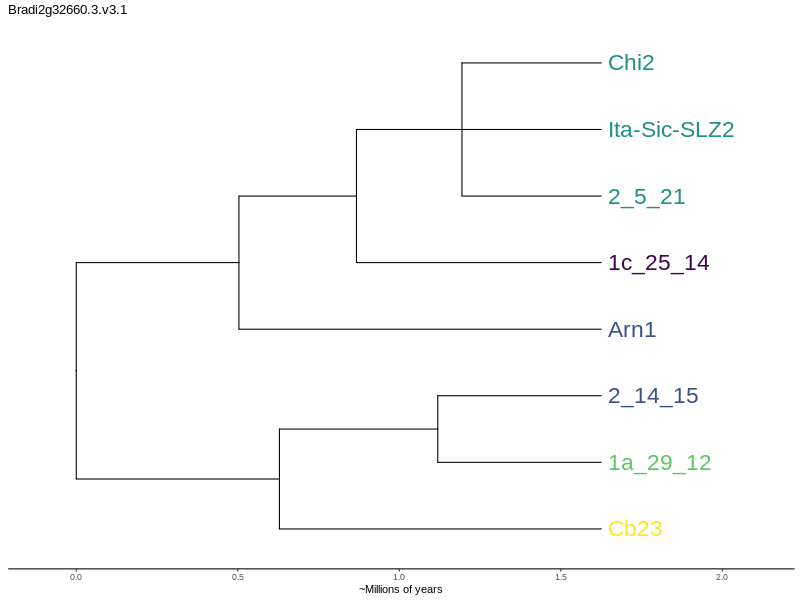 Bradi2g32660.3.v3.1
Chi2
Ita-Sic-SLZ2
2_5_21
1c_25_14
Arn1
2_14_15
1a_29_12
Cb23
0.0 0.5 1.0 1.5 2.0
~Millions of years